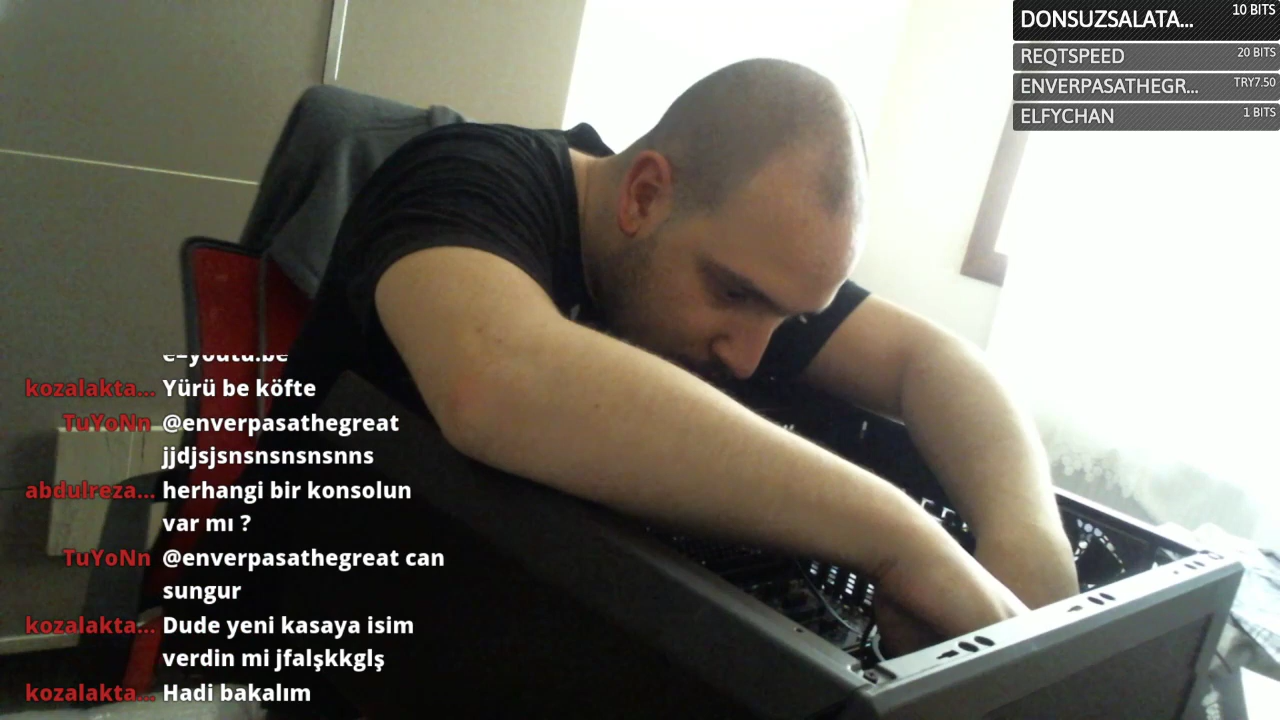 DONSUZSALATA... 10 BITS
REQTSPEED 20 BITS
ENVERPASATHEGR... TRY7.50
ELFYCHAN 1 BITS
e=youtu.be
kozalakta... Yürü be köfte
TuYoNn @enverpasathegreat
jjdjsjsnsnsnsnsnns
abdulreza... herhangi bir konsolun
var mı ?
TuYoNn @enverpasathegreat can
sungur
kozalakta... Dude yeni kasaya isim
verdin mi jfalşkkglş
kozalakta... Hadi bakalım